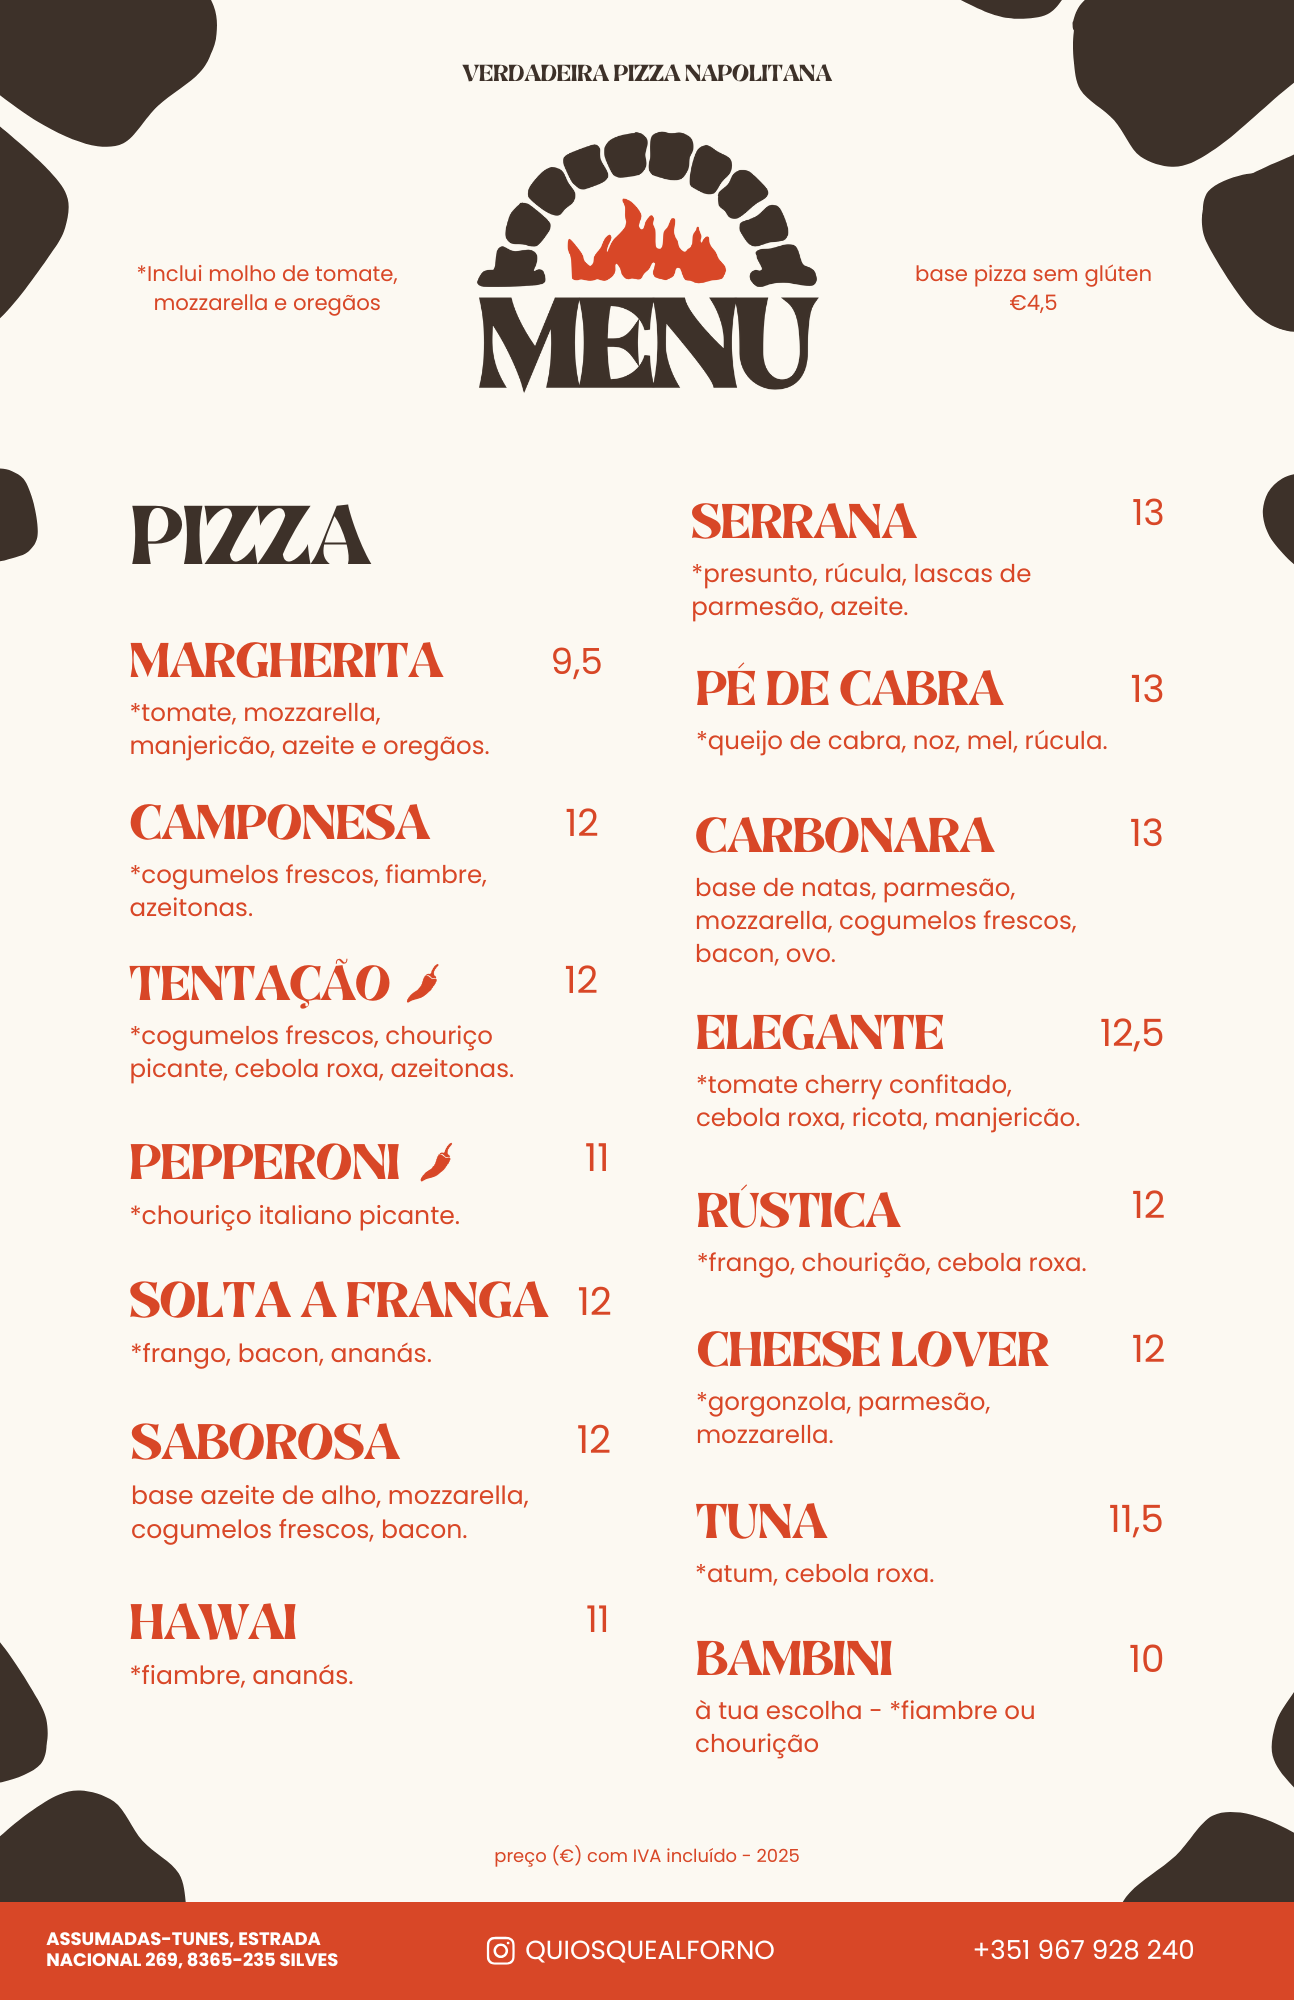 VERDADEIRA PIZZA NAPOLITANA
*Inclui molho de tomate,
mozzarella e oregãos
base pizza sem glúten
€4,5
MENU
PIZZA
MARGHERITA 9,5
*tomate, mozzarella,
manjericão, azeite e oregãos.
CAMPONESA 12
*cogumelos frescos, fiambre,
azeitonas.
TENTAÇÃO 12
*cogumelos frescos, chouriço
picante, cebola roxa, azeitonas.
PEPPERONI 11
*chouriço italiano picante.
SOLTA A FRANGA 12
*frango, bacon, ananás.
SABOROSA 12
base azeite de alho, mozzarella,
cogumelos frescos, bacon.
HAWAI 11
*fiambre, ananás.
SERRANA 13
*presunto, rúcula, lascas de
parmesão, azeite.
PÉ DE CABRA 13
*queijo de cabra, noz, mel, rúcula.
CARBONARA 13
base de natas, parmesão,
mozzarella, cogumelos frescos,
bacon, ovo.
ELEGANTE 12,5
*tomate cherry confitado,
cebola roxa, ricota, manjericão.
RÚSTICA 12
*frango, chourição, cebola roxa.
CHEESE LOVER 12
*gorgonzola, parmesão,
mozzarella.
TUNA 11,5
*atum, cebola roxa.
BAMBINI 10
à tua escolha - *fiambre ou
chourição
preço (€) com IVA incluído - 2025
ASSUMADAS-TUNES, ESTRADA
NACIONAL 269, 8365-235 SILVES
QUIOSQUEALFORNO
+351 967 928 240